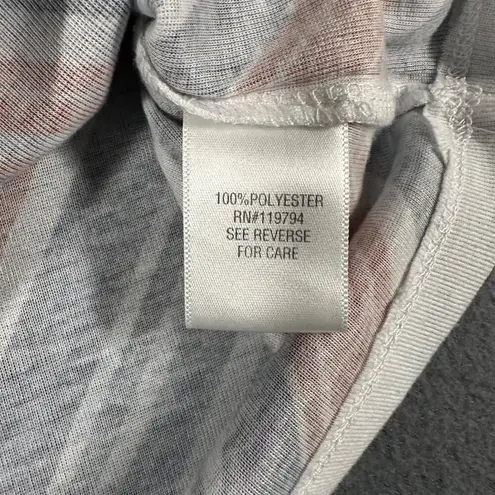 100%POLYESTER
RN#119794
SEE REVERSE
FOR CARE